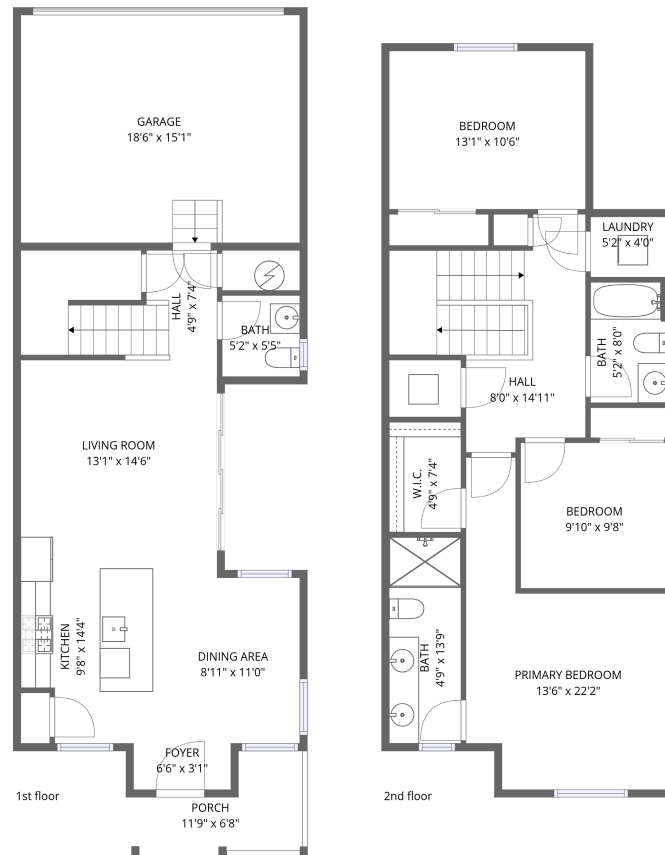 GARAGE
18'6" x 15'1"
HALL
4'9" x 7'4"
BATH
5'2" x 5'5"
LIVING ROOM
13'1" x 14'6"
KITCHEN
9'8" x 14'4"
DINING AREA
8'11" x 11'0"
FOYER
6'6" x 3'1"
PORCH
11'9" x 6'8"
1st floor
BEDROOM
13'1" x 10'6"
LAUNDRY
5'2" x 4'0"
BATH
5'2" x 8'0"
HALL
8'0" x 14'11"
W.I.C.
4'9" x 7'4"
BEDROOM
9'10" x 9'8"
BATH
4'9" x 13'9"
PRIMARY BEDROOM
13'6" x 22'2"
2nd floor